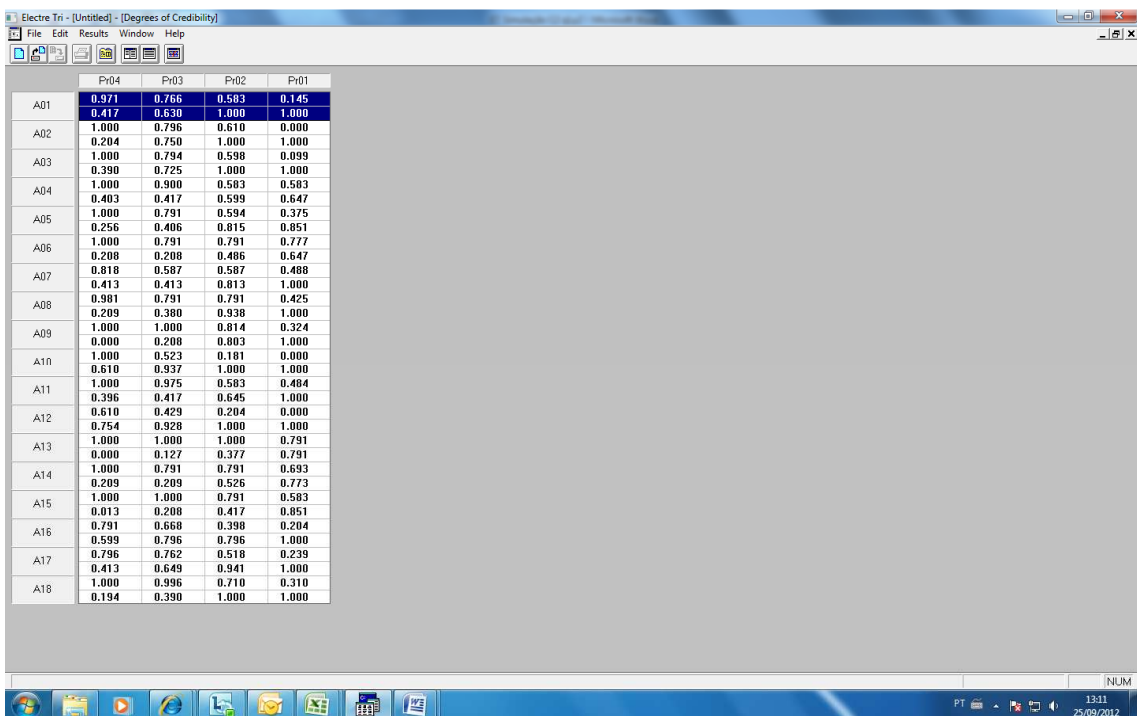 Electre Tri - [Untitled] - [Degrees of Credibility]
File Edit Results Window Help
Pr04 Pr03 Pr02 Pr01
A01 0.971 0.766 0.583 0.145
0.417 0.630 1.000 1.000
A02 1.000 0.796 0.610 0.000
0.204 0.750 1.000 1.000
A03 1.000 0.794 0.598 0.099
0.390 0.725 1.000 1.000
A04 1.000 0.900 0.583 0.583
0.403 0.417 0.599 0.647
A05 1.000 0.791 0.594 0.375
0.256 0.406 0.815 0.851
A06 1.000 0.791 0.791 0.777
0.208 0.208 0.486 0.647
A07 0.818 0.587 0.587 0.488
0.413 0.413 0.813 1.000
A08 0.981 0.791 0.791 0.425
0.209 0.380 0.938 1.000
A09 1.000 1.000 0.814 0.324
0.000 0.208 0.803 1.000
A10 1.000 0.523 0.181 0.000
0.610 0.937 1.000 1.000
A11 1.000 0.975 0.583 0.484
0.396 0.417 0.645 1.000
A12 0.610 0.429 0.204 0.000
0.754 0.928 1.000 1.000
A13 1.000 1.000 1.000 0.791
0.000 0.127 0.377 0.791
A14 1.000 0.791 0.791 0.693
0.209 0.209 0.526 0.773
A15 1.000 1.000 0.791 0.583
0.013 0.208 0.417 0.851
A16 0.791 0.668 0.398 0.204
0.599 0.796 0.796 1.000
A17 0.796 0.762 0.518 0.239
0.413 0.649 0.941 1.000
A18 1.000 0.996 0.710 0.310
0.194 0.390 1.000 1.000
NUM
PT 13:11
25/09/2012